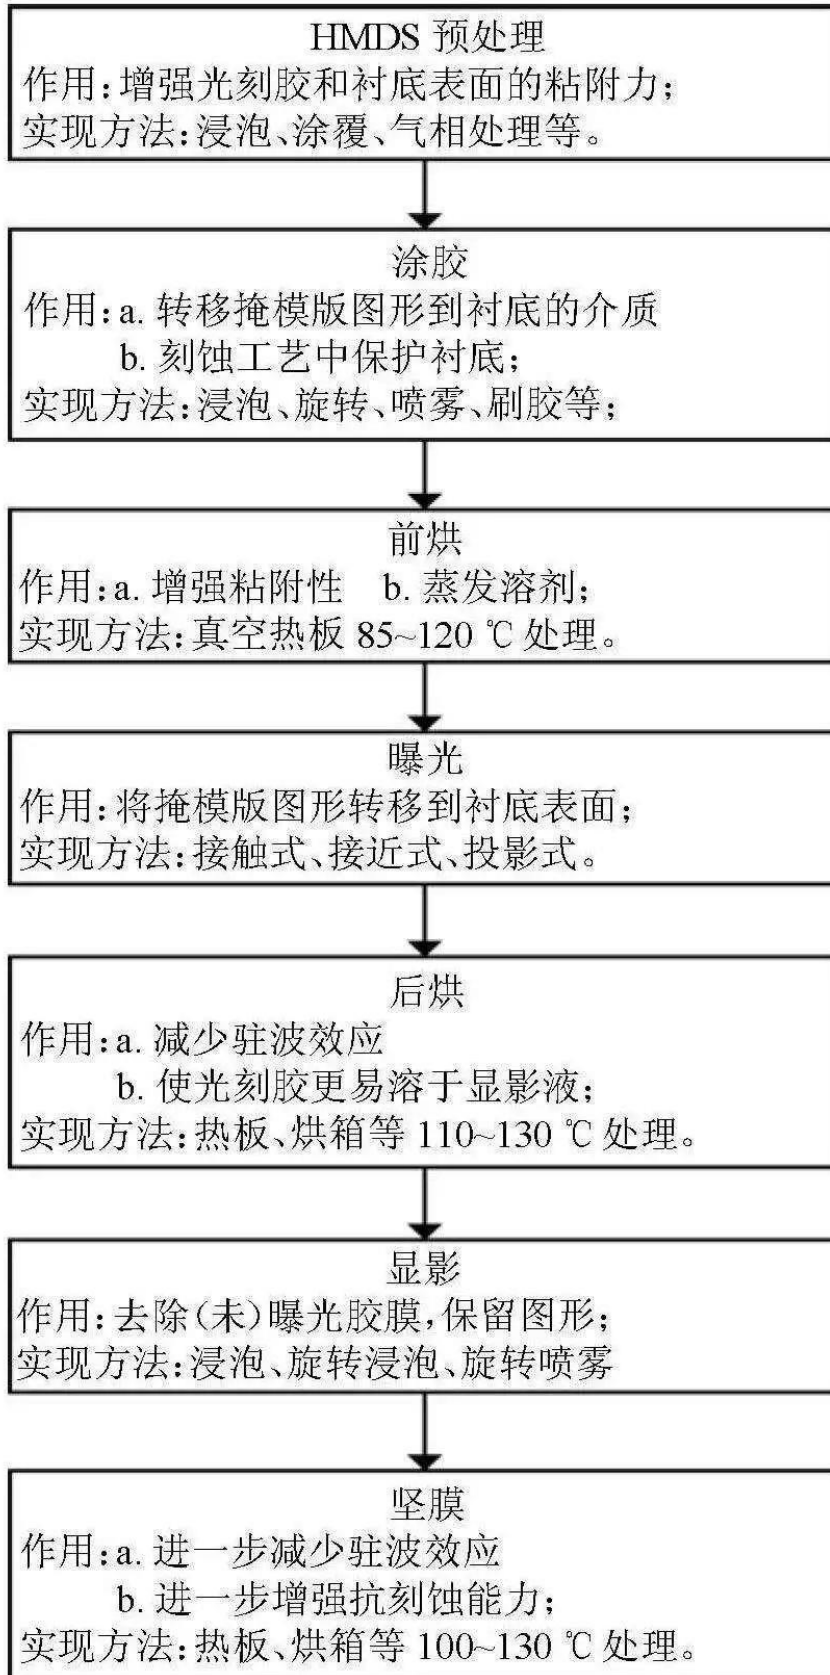 HMDS 预处理
作用:增强光刻胶和衬底表面的粘附力;
实现方法:浸泡、涂覆、气相处理等。
涂胶
作用:a. 转移掩模版图形到衬底的介质
b. 刻蚀工艺中保护衬底;
实现方法:浸泡、旋转、喷雾、刷胶等;
前烘
作用:a. 增强粘附性 b. 蒸发溶剂;
实现方法:真空热板 85~120 ℃ 处理。
曝光
作用:将掩模版图形转移到衬底表面;
实现方法:接触式、接近式、投影式。
后烘
作用:a. 减少驻波效应
b. 使光刻胶更易溶于显影液;
实现方法:热板、烘箱等 110~130 ℃ 处理。
显影
作用:去除(未)曝光胶膜,保留图形;
实现方法:浸泡、旋转浸泡、旋转喷雾
坚膜
作用:a. 进一步减少驻波效应
b. 进一步增强抗刻蚀能力;
实现方法:热板、烘箱等 100~130 ℃ 处理。